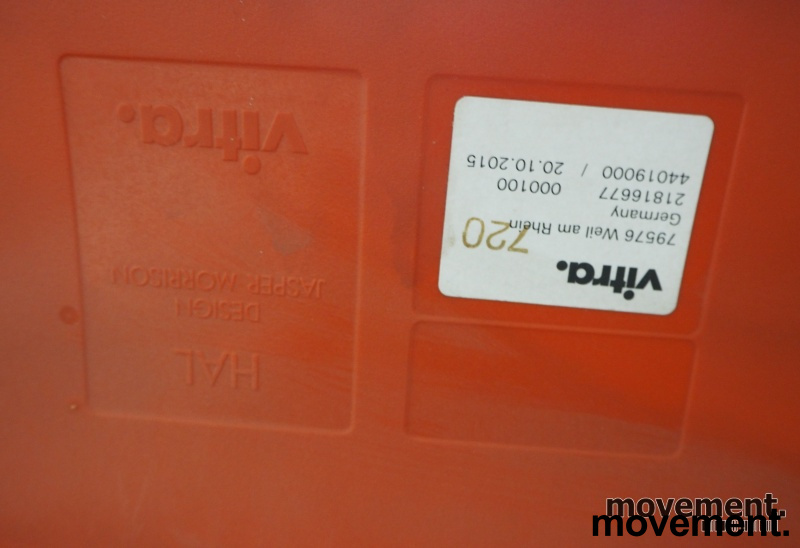 HAL
DESIGN
JASPER MORRISON
vitra.
vitra.
79576 Weil am Rhein
Germany
21816677 000100
44019000 / 20.10.2015
720
movement.
movement.